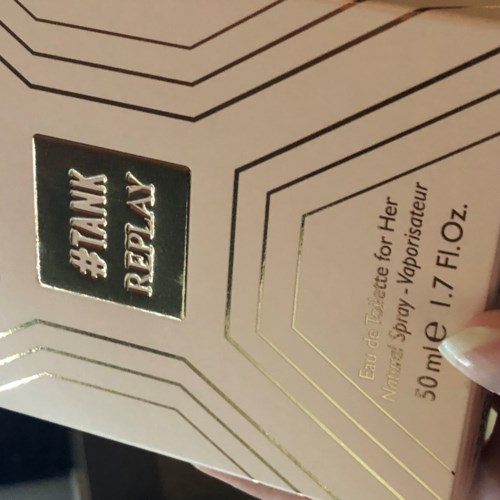 #TANK
REPLAY
Eau de Toilette for Her
Natural Spray - Vaporisateur
50 ml e 1.7 Fl.Oz.